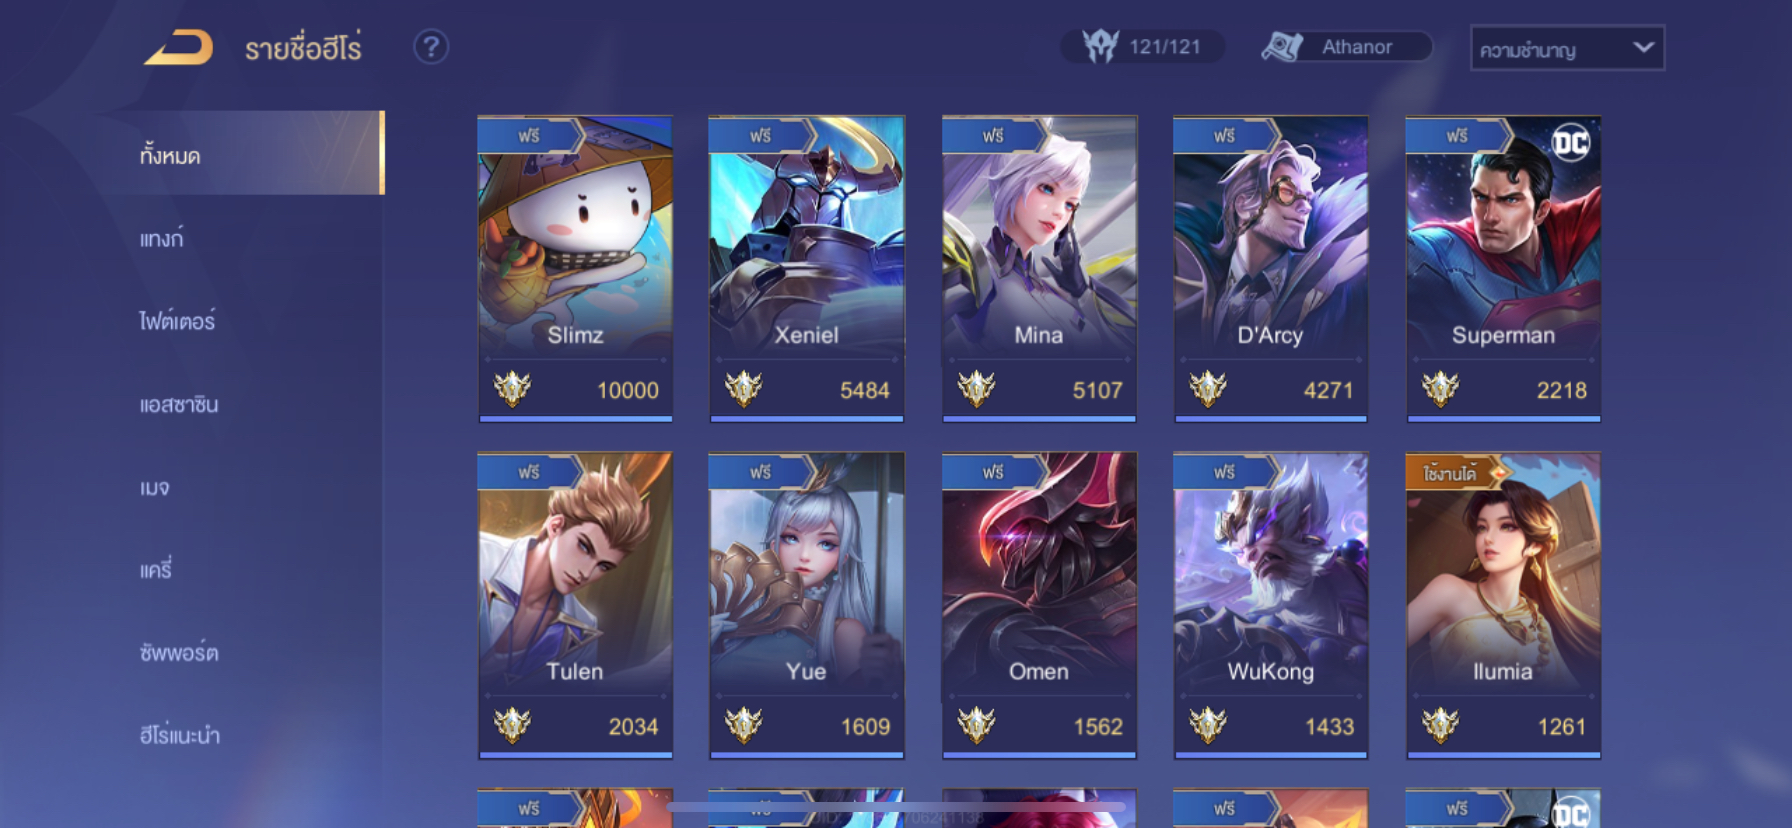 รายชื่อฮีโร่
?
121/121
Athanor
ความชำนาญ
ทั้งหมด
แทงก์
ไฟต์เตอร์
แอสซาซิน
เมจ
แครี่
ซัพพอร์ต
ฮีโร่แนะนำ
ฟรี ฟรี ฟรี ฟรี ฟรี DC
Slimz Xeniel Mina D'Arcy Superman
10000 5484 5107 4271 2218
ฟรี ฟรี ฟรี ฟรี ใช้งานได้
Tulen Yue Omen WuKong Ilumia
2034 1609 1562 1433 1261
ฟรี ฟรี ฟรี ฟรี DC